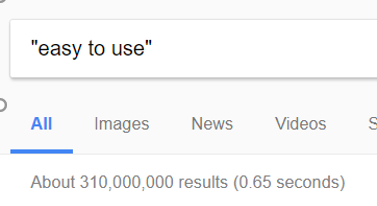 "easy to use"
All Images News Videos S
About 310,000,000 results (0.65 seconds)